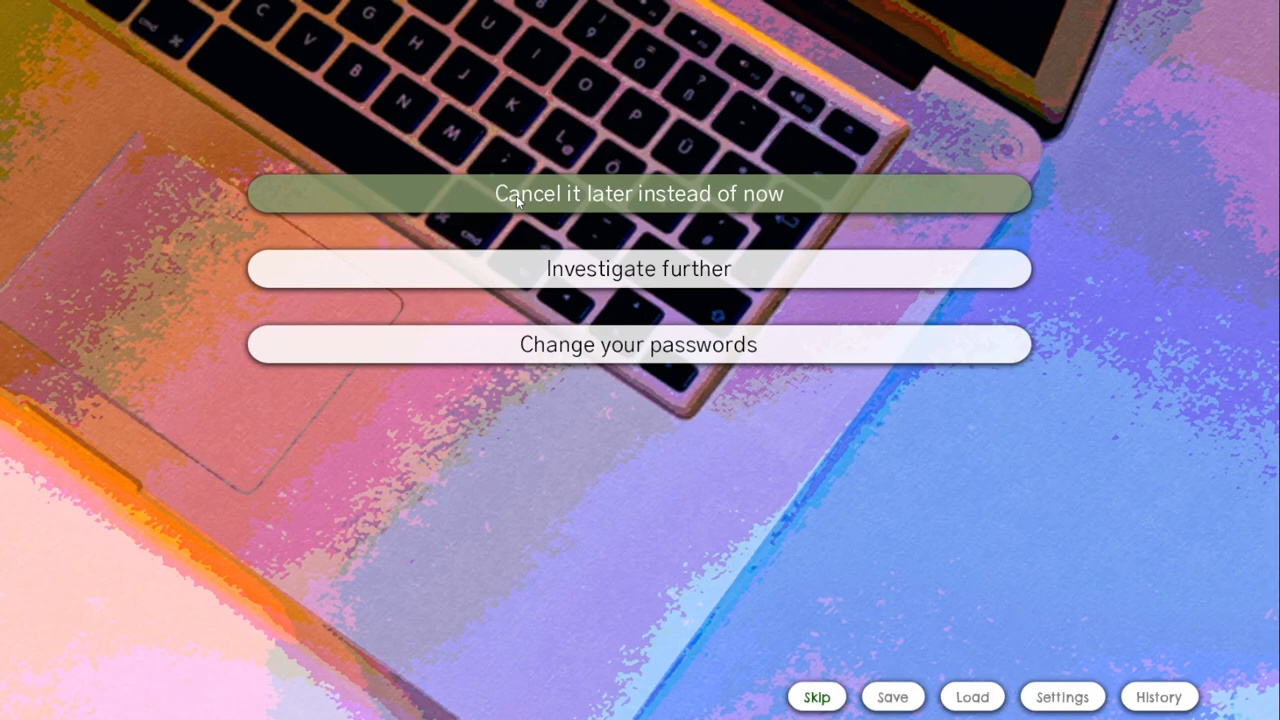 Cancel it later instead of now
Investigate further
Change your passwords
Skip
Save
Load
Settings
History